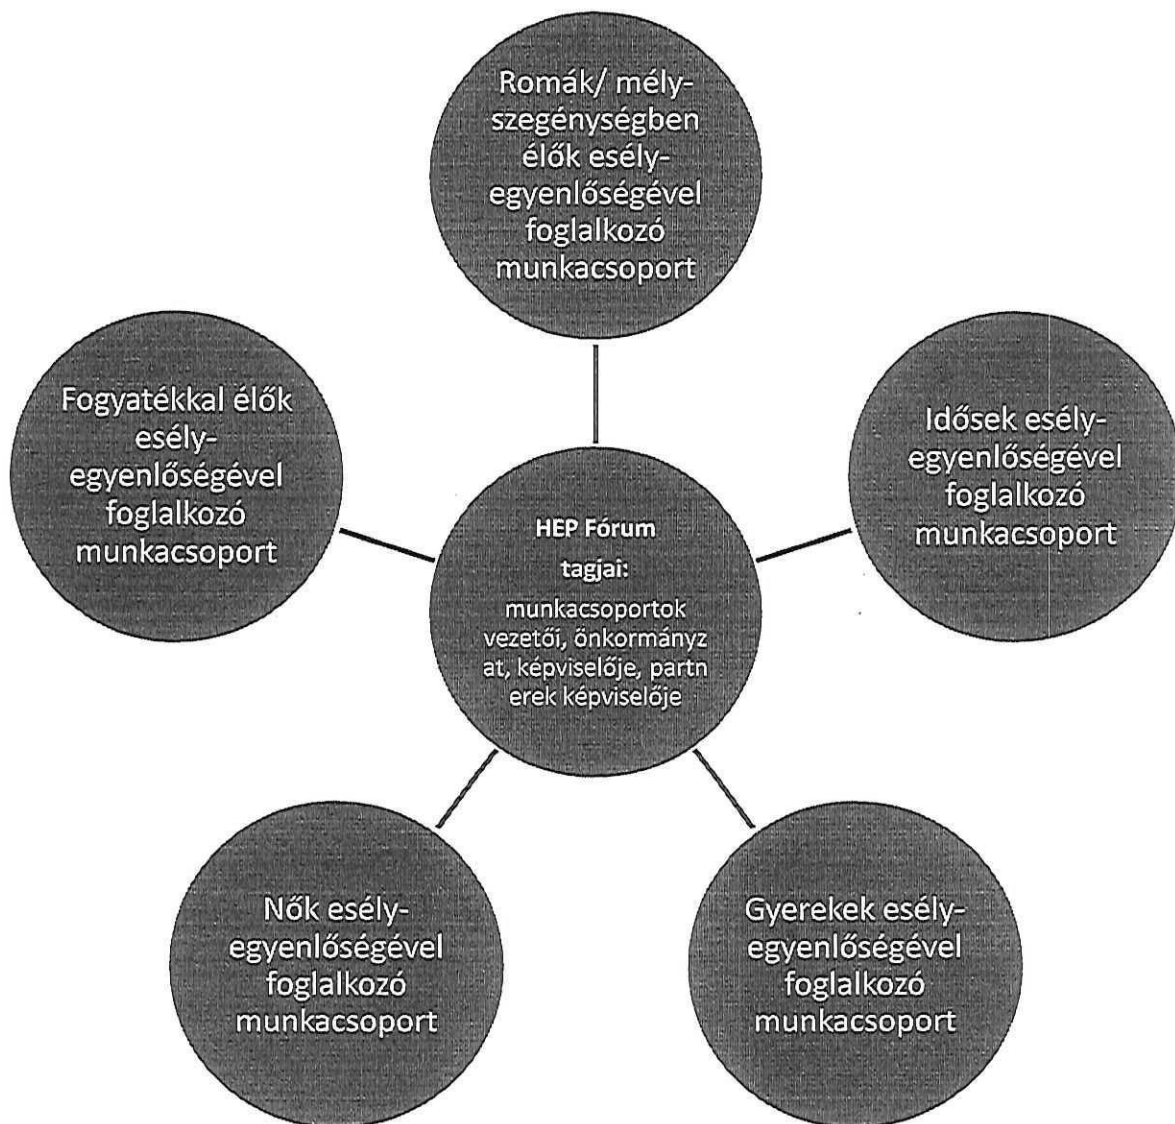 Romák/ mély-
szegénységben
élők esély-
egyenlőségével
foglalkozó
munkacsoport
Fogyatékkal élők
esély-
egyenlőségével
foglalkozó
munkacsoport
Idősek esély-
egyenlőségével
foglalkozó
munkacsoport
HEP Fórum
tagjai:
munkacsoportok
vezetői, önkormányz
at, képviselője, partn
erek képviselője
Nők esély-
egyenlőségével
foglalkozó
munkacsoport
Gyerekek esély-
egyenlőségével
foglalkozó
munkacsoport